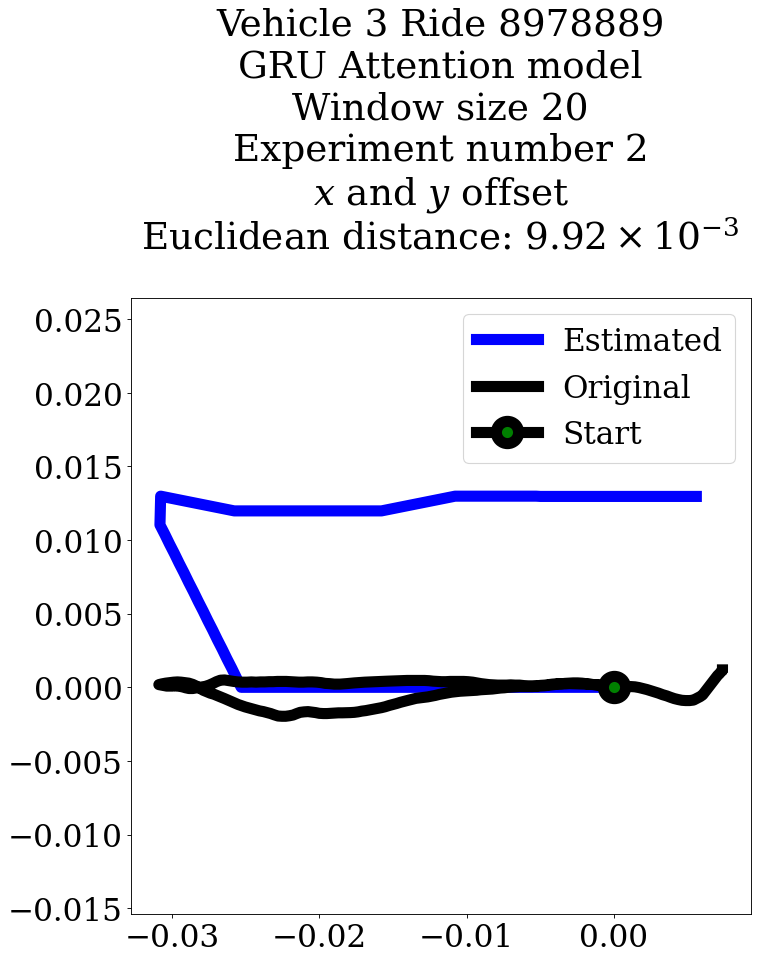 Vehicle 3 Ride 8978889
GRU Attention model
Window size 20
Experiment number 2
x and y offset
Euclidean distance: 9.92 × 10⁻³
Estimated
Original
Start
0.025
0.020
0.015
0.010
0.005
0.000
−0.005
−0.010
−0.015
−0.03 −0.02 −0.01 0.00